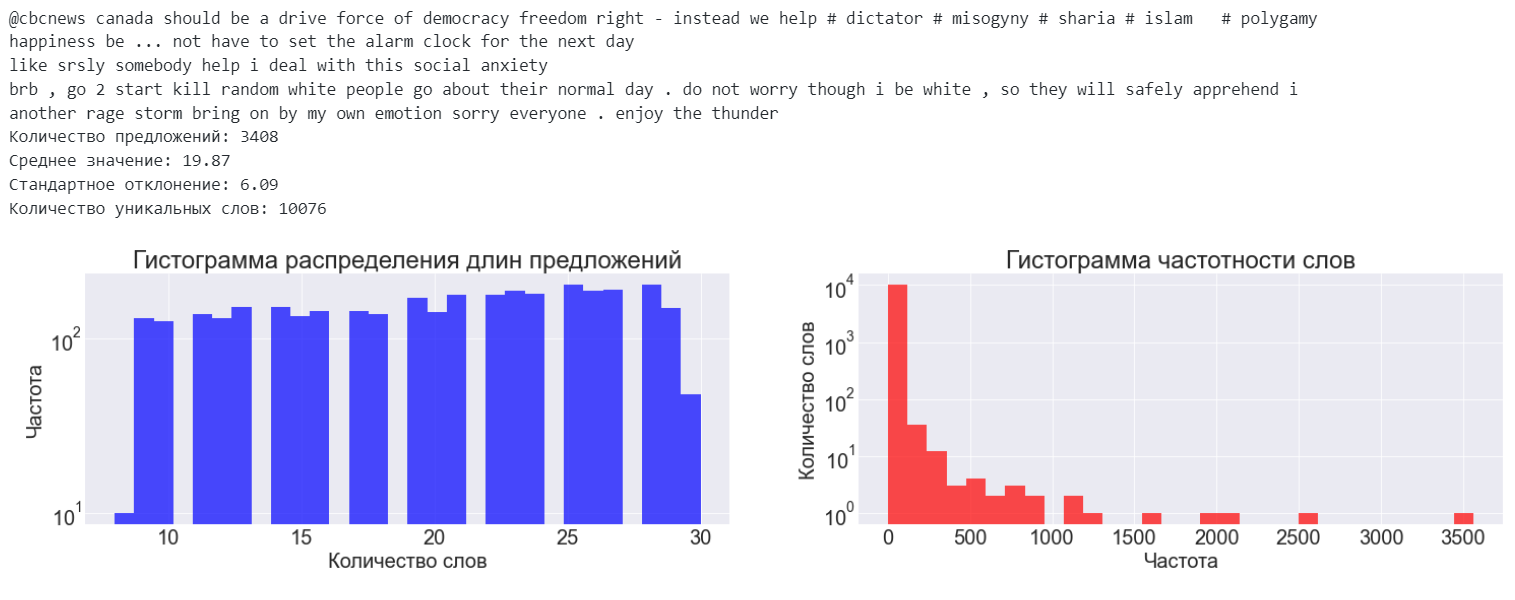 @cbcnews canada should be a drive force of democracy freedom right - instead we help # dictator # misogyny # sharia # islam   # polygamy
happiness be ... not have to set the alarm clock for the next day
like srsly somebody help i deal with this social anxiety
brb , go 2 start kill random white people go about their normal day . do not worry though i be white , so they will safely apprehend i
another rage storm bring on by my own emotion sorry everyone . enjoy the thunder
Количество предложений: 3408
Среднее значение: 19.87
Стандартное отклонение: 6.09
Количество уникальных слов: 10076
Гистограмма распределения длин предложений
Частота
10²
10¹
10 15 20 25 30
Количество слов
Гистограмма частотности слов
Количество слов
10⁴
10³
10²
10¹
10⁰
0 500 1000 1500 2000 2500 3000 3500
Частота